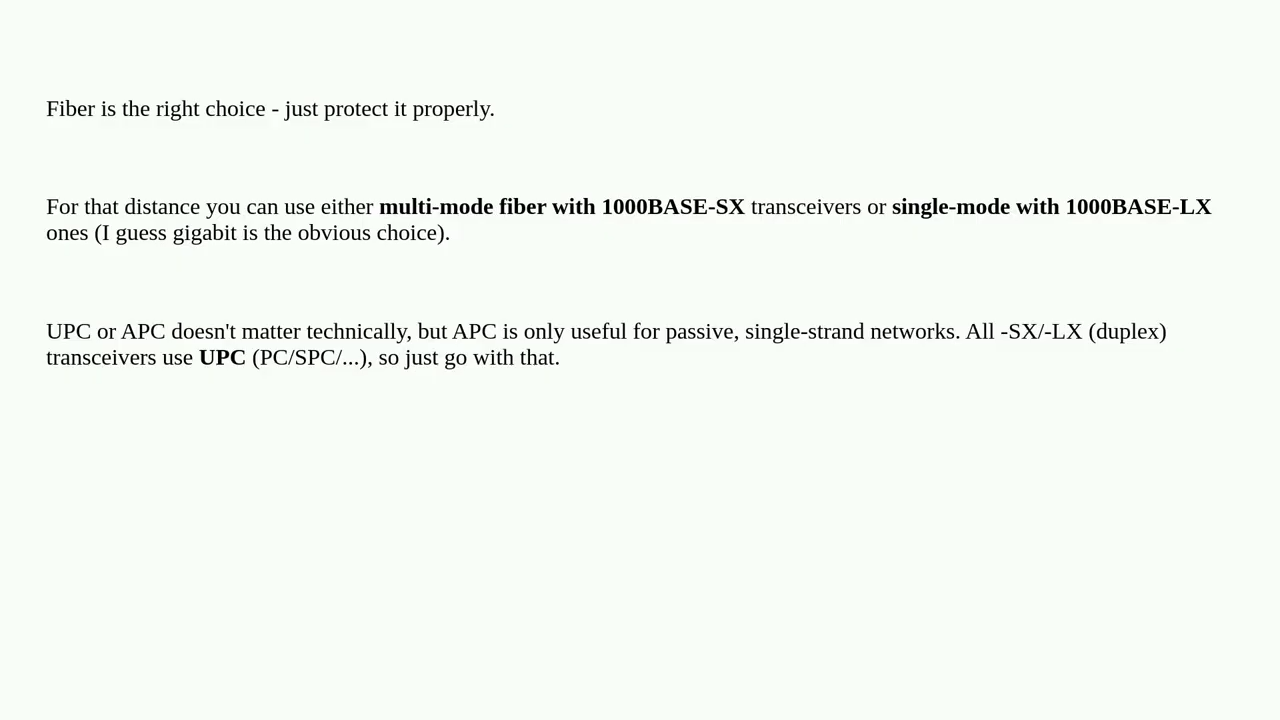 Fiber is the right choice - just protect it properly.
For that distance you can use either multi-mode fiber with 1000BASE-SX transceivers or single-mode with 1000BASE-LX
ones (I guess gigabit is the obvious choice).
UPC or APC doesn't matter technically, but APC is only useful for passive, single-strand networks. All -SX/-LX (duplex)
transceivers use UPC (PC/SPC/...), so just go with that.